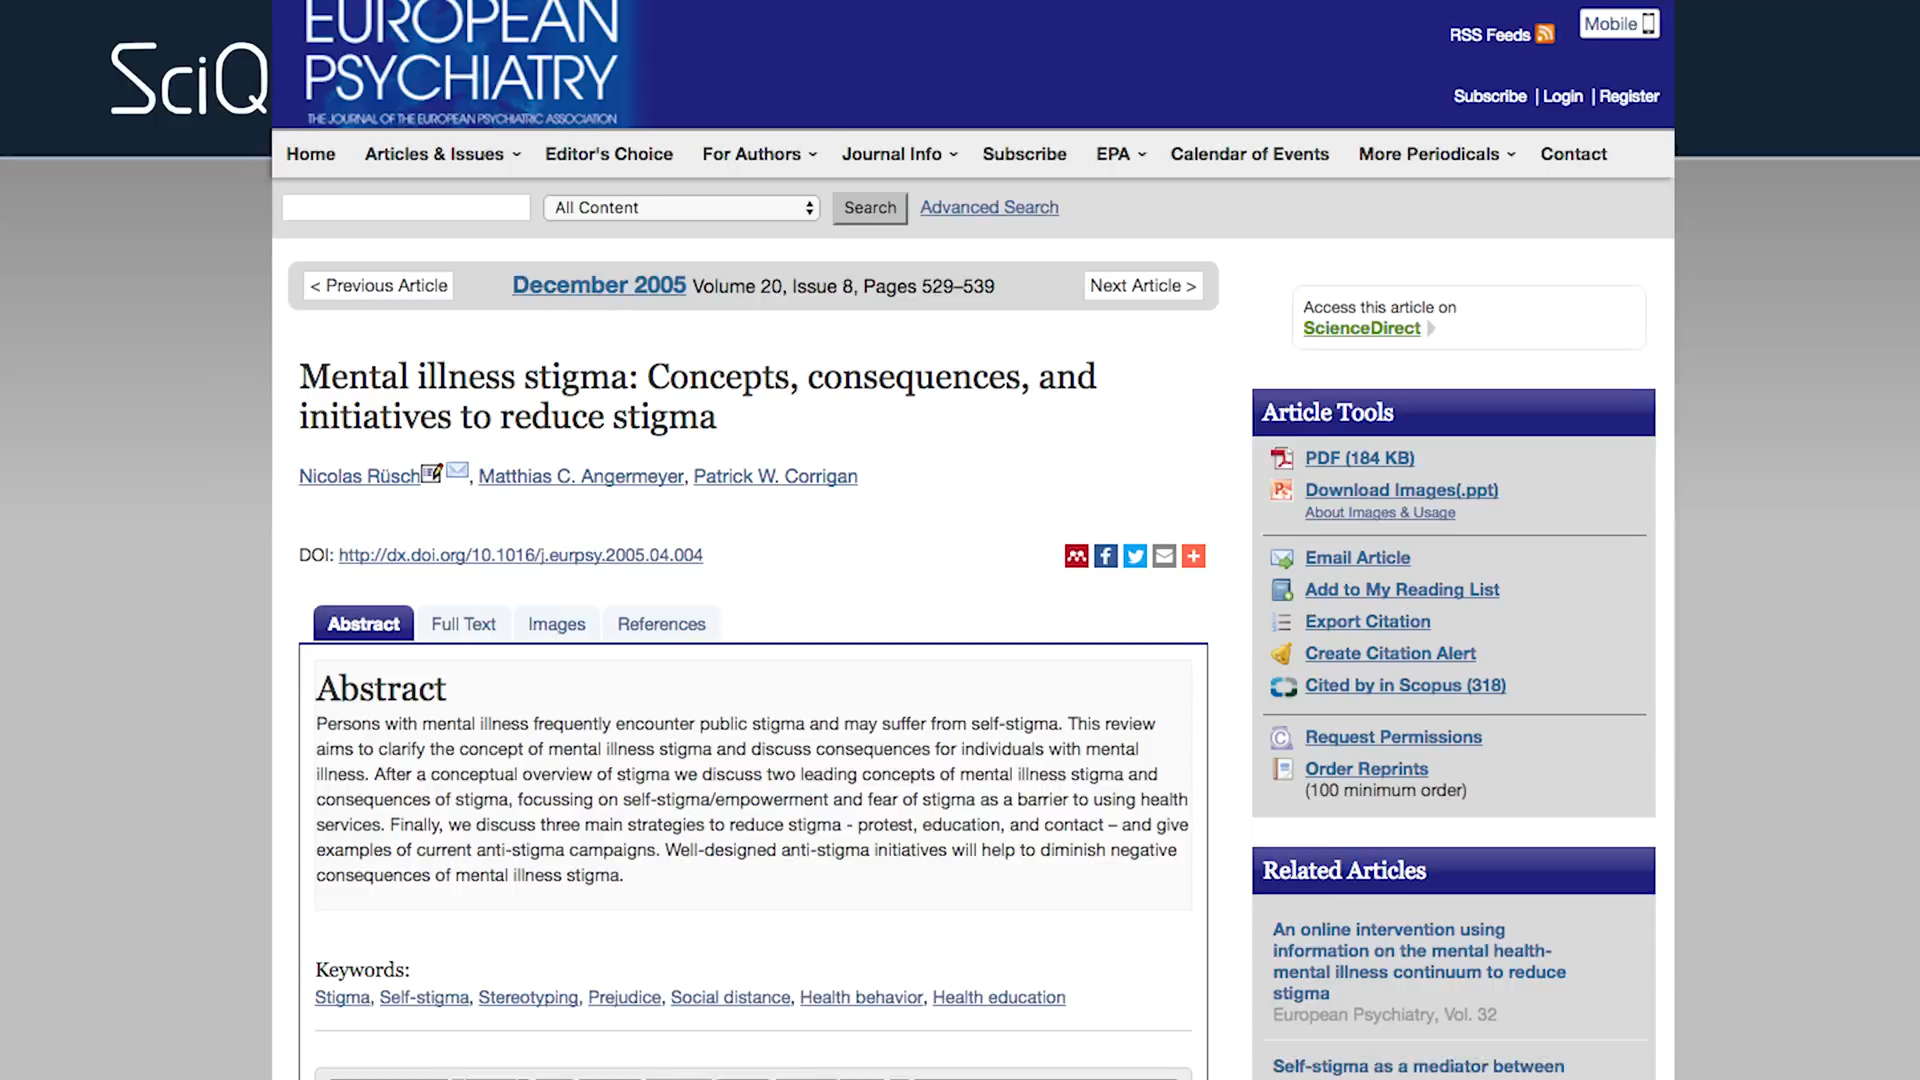 SciQ
EUROPEAN
PSYCHIATRY
THE JOURNAL OF THE EUROPEAN PSYCHIATRIC ASSOCIATION
RSS Feeds
Mobile
Subscribe | Login | Register
Home Articles & Issues Editor's Choice For Authors Journal Info Subscribe EPA Calendar of Events More Periodicals Contact
All Content Search Advanced Search
< Previous Article December 2005 Volume 20, Issue 8, Pages 529–539 Next Article >
Mental illness stigma: Concepts, consequences, and
initiatives to reduce stigma
Nicolas Rüsch, Matthias C. Angermeyer, Patrick W. Corrigan
DOI: http://dx.doi.org/10.1016/j.eurpsy.2005.04.004
Abstract Full Text Images References
Abstract
Persons with mental illness frequently encounter public stigma and may suffer from self-stigma. This review
aims to clarify the concept of mental illness stigma and discuss consequences for individuals with mental
illness. After a conceptual overview of stigma we discuss two leading concepts of mental illness stigma and
consequences of stigma, focussing on self-stigma/empowerment and fear of stigma as a barrier to using health
services. Finally, we discuss three main strategies to reduce stigma - protest, education, and contact – and give
examples of current anti-stigma campaigns. Well-designed anti-stigma initiatives will help to diminish negative
consequences of mental illness stigma.
Keywords:
Stigma, Self-stigma, Stereotyping, Prejudice, Social distance, Health behavior, Health education
Access this article on
ScienceDirect
Article Tools
PDF (184 KB)
Download Images(.ppt)
About Images & Usage
Email Article
Add to My Reading List
Export Citation
Create Citation Alert
Cited by in Scopus (318)
Request Permissions
Order Reprints
(100 minimum order)
Related Articles
An online intervention using
information on the mental health-
mental illness continuum to reduce
stigma
European Psychiatry, Vol. 32
Self-stigma as a mediator between